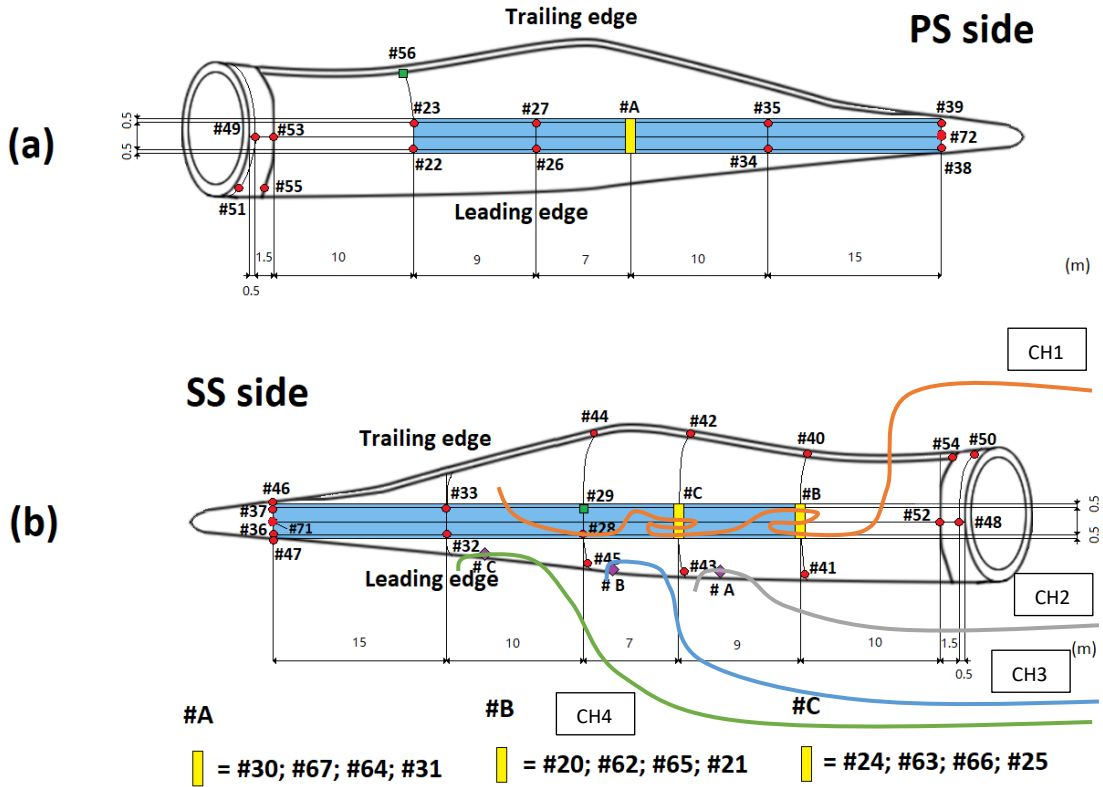 Trailing edge
PS side
(a)
#56
#23
#27
#A
#35
#39
0.5
0.5
#49
#53
#72
#22
#26
#34
#38
#51
#55
Leading edge
1.5
10
9
7
10
15
(m)
0.5
CH1
SS side
#44
#42
#40
#54
#50
Trailing edge
(b)
#46
#33
#29
#C
#B
0.5
0.5
#37
#36
#71
#28
#52
#48
#47
#32
# C
#45
# B
#43
# A
#41
Leading edge
CH2
15
10
7
9
10
1.5
(m)
0.5
CH3
#A
#B
CH4
#C
= #30; #67; #64; #31
= #20; #62; #65; #21
= #24; #63; #66; #25